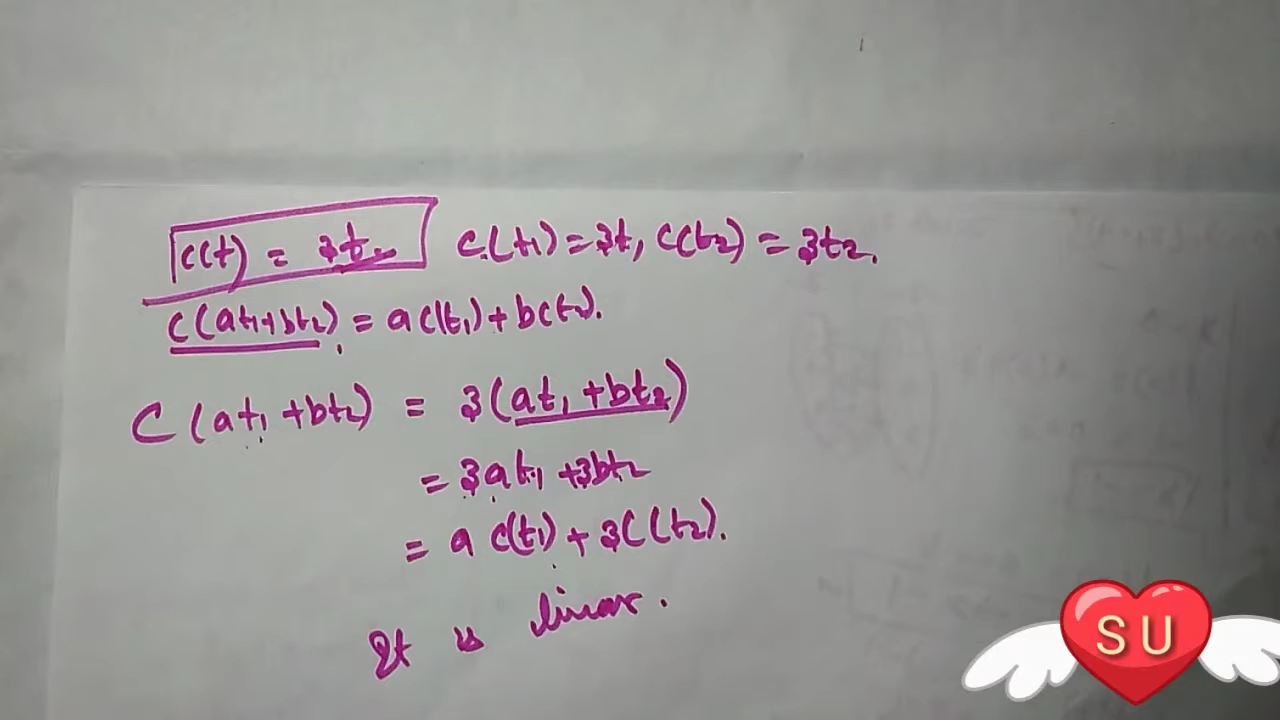 c(t) = 3t. C(t1) = 3t, C(t2) = 3t2.
C(at1+bt2) = a C(t1) + b C(t2).
C(at1 + bt2) = 3(at1 + bt2)
= 3at1 + 3bt2
= a C(t1) + 3C(t2).
It is linear.
SU